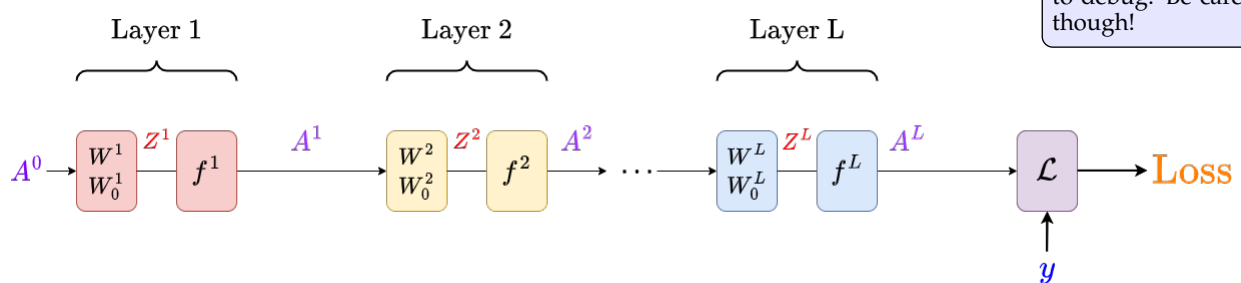 to debug. Be
though!
Layer 1
Layer 2
Layer L
A^0
W^1
W_0^1
Z^1
f^1
A^1
W^2
W_0^2
Z^2
f^2
A^2
...
W^L
W_0^L
Z^L
f^L
A^L
ℒ
Loss
y